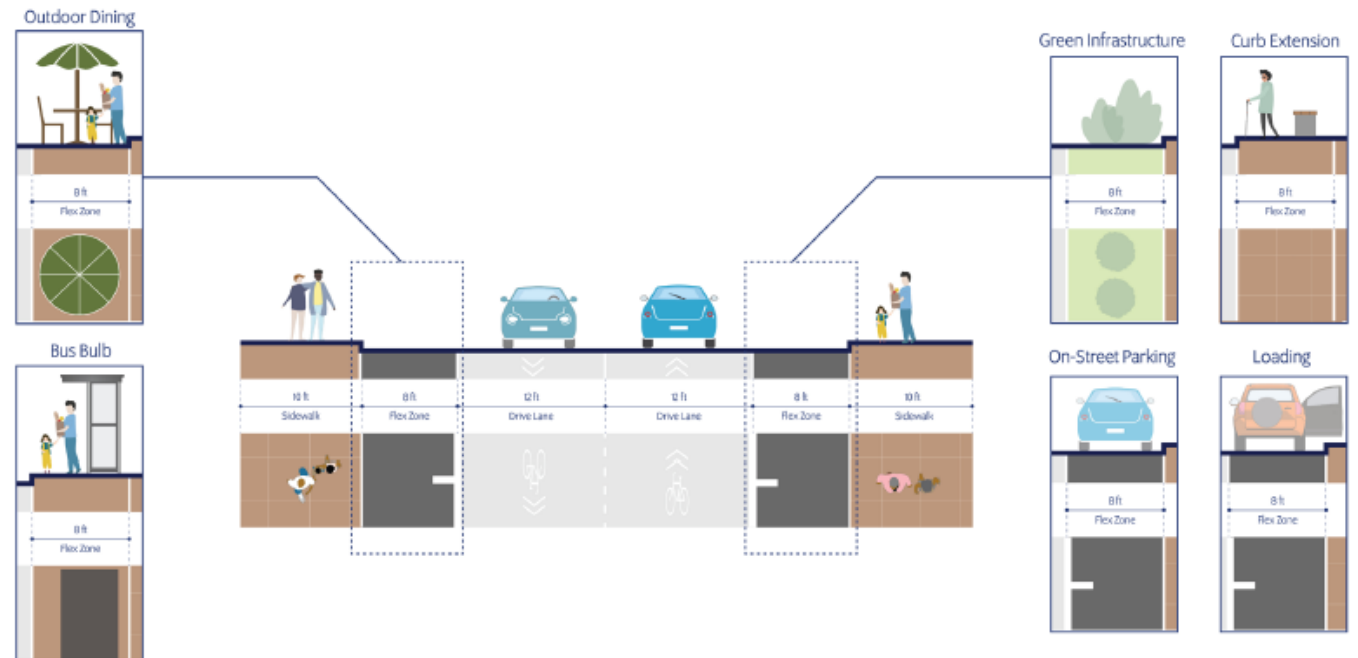 Outdoor Dining
8 ft
Flex Zone
Bus Bulb
8 ft
Flex Zone
10 ft
Sidewalk
8 ft
Flex Zone
12 ft
Drive Lane
12 ft
Drive Lane
8 ft
Flex Zone
10 ft
Sidewalk
Green Infrastructure
8 ft
Flex Zone
Curb Extension
8 ft
Flex Zone
On-Street Parking
8 ft
Flex Zone
Loading
8 ft
Flex Zone